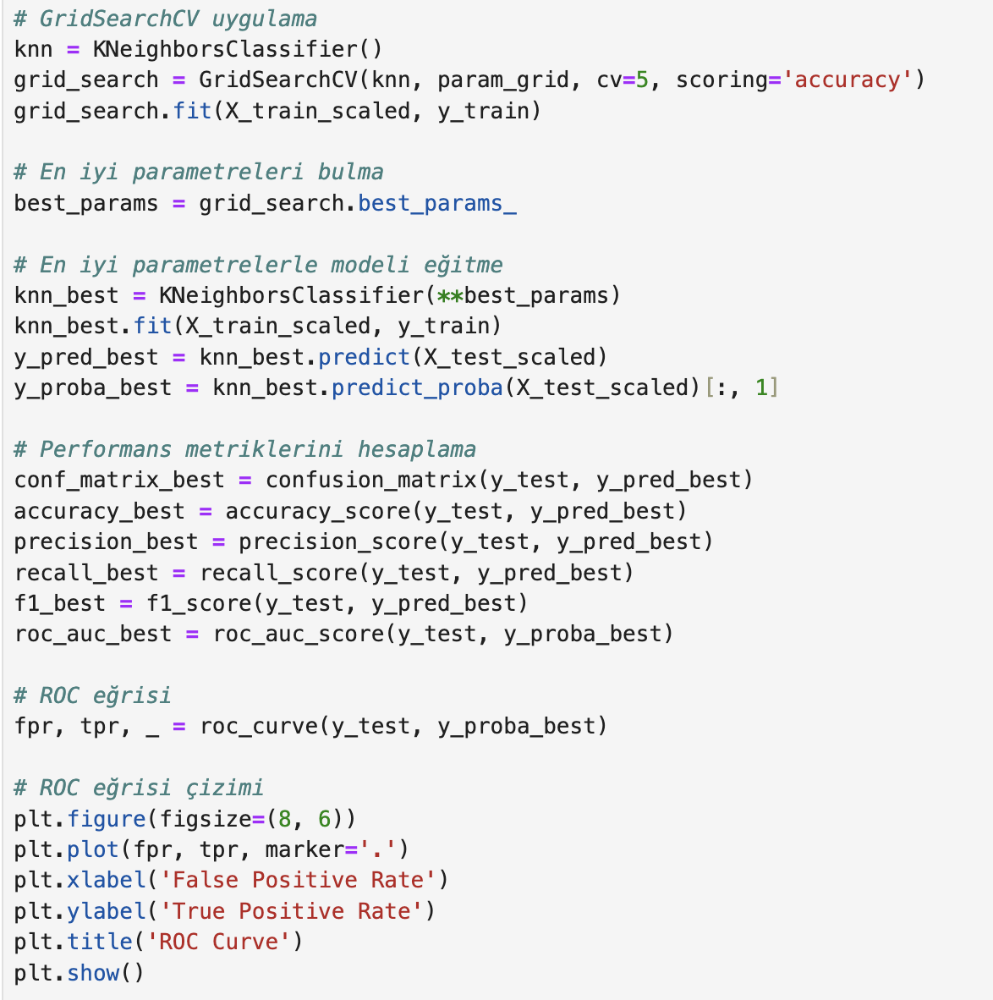 # GridSearchCV uygulama
knn = KNeighborsClassifier()
grid_search = GridSearchCV(knn, param_grid, cv=5, scoring='accuracy')
grid_search.fit(X_train_scaled, y_train)
# En iyi parametreleri bulma
best_params = grid_search.best_params_
# En iyi parametrelerle modeli eğitme
knn_best = KNeighborsClassifier(**best_params)
knn_best.fit(X_train_scaled, y_train)
y_pred_best = knn_best.predict(X_test_scaled)
y_proba_best = knn_best.predict_proba(X_test_scaled)[:, 1]
# Performans metriklerini hesaplama
conf_matrix_best = confusion_matrix(y_test, y_pred_best)
accuracy_best = accuracy_score(y_test, y_pred_best)
precision_best = precision_score(y_test, y_pred_best)
recall_best = recall_score(y_test, y_pred_best)
f1_best = f1_score(y_test, y_pred_best)
roc_auc_best = roc_auc_score(y_test, y_proba_best)
# ROC eğrisi
fpr, tpr, _ = roc_curve(y_test, y_proba_best)
# ROC eğrisi çizimi
plt.figure(figsize=(8, 6))
plt.plot(fpr, tpr, marker='.')
plt.xlabel('False Positive Rate')
plt.ylabel('True Positive Rate')
plt.title('ROC Curve')
plt.show()